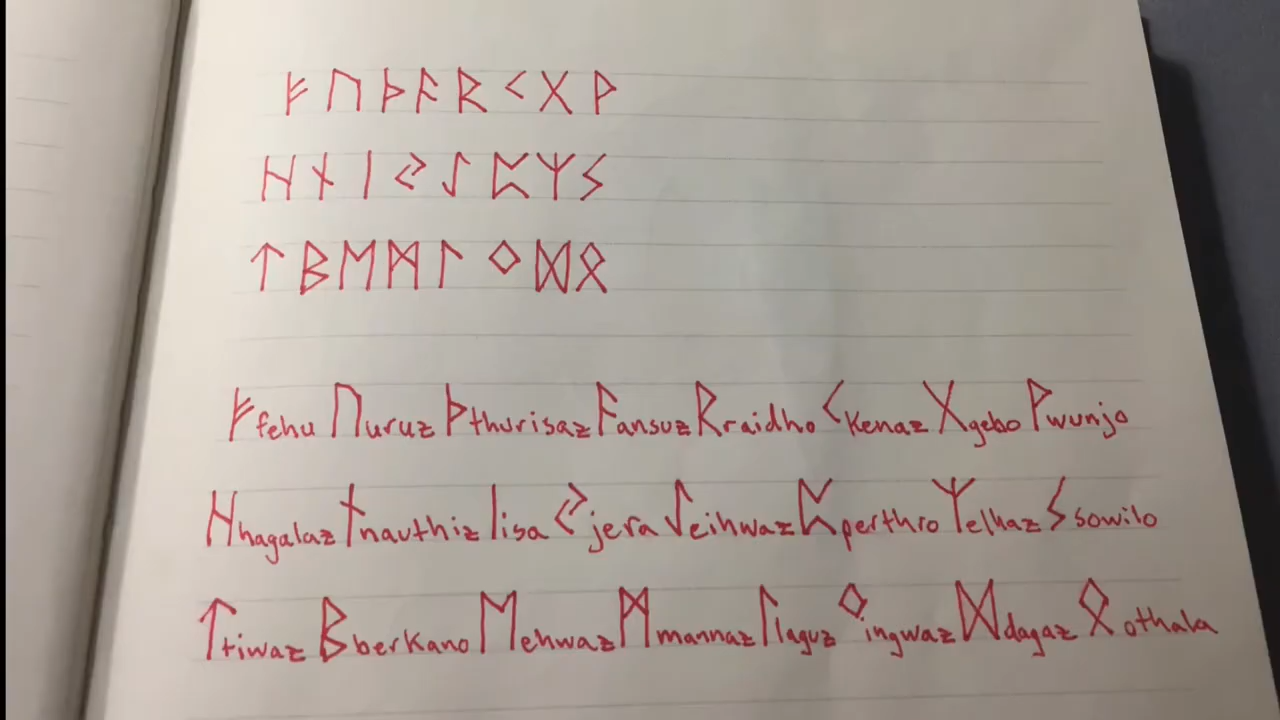 ᚠ ᚢ ᚦ ᚨ ᚱ ᚲ ᚷ ᚹ
ᚺ ᚾ ᛁ ᛃ ᛇ ᛈ ᛉ ᛊ
ᛏ ᛒ ᛖ ᛗ ᛚ ᛜ ᛞ ᛟ
ᚠ fehu ᚢ uruz ᚦ thurisaz ᚨ ansuz ᚱ raidho ᚲ kenaz ᚷ gebo ᚹ wunjo
ᚺ hagalaz ᚾ nauthiz ᛁ isa ᛃ jera ᛇ eihwaz ᛈ perthro ᛉ elhaz ᛊ sowilo
ᛏ tiwaz ᛒ berkano ᛖ ehwaz ᛗ mannaz ᛚ laguz ᛜ ingwaz ᛞ dagaz ᛟ othala